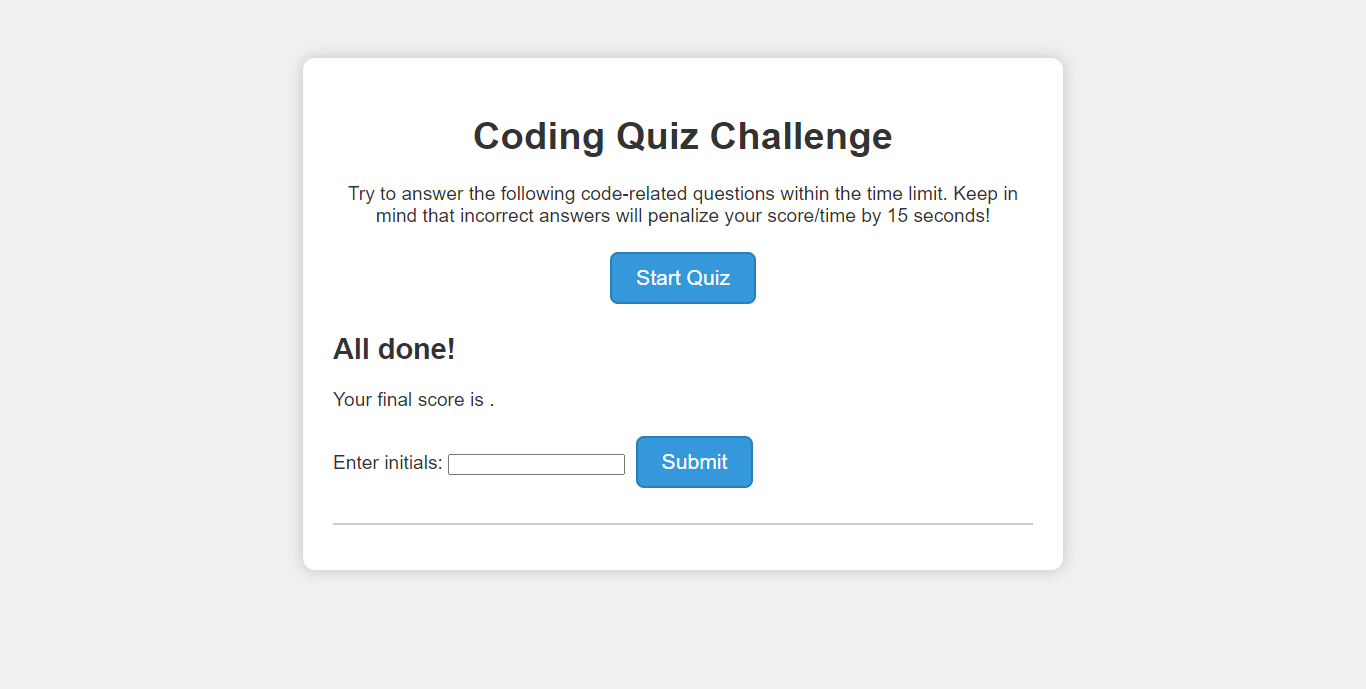 Coding Quiz Challenge
Try to answer the following code-related questions within the time limit. Keep in
mind that incorrect answers will penalize your score/time by 15 seconds!
Start Quiz
All done!
Your final score is .
Enter initials:
Submit